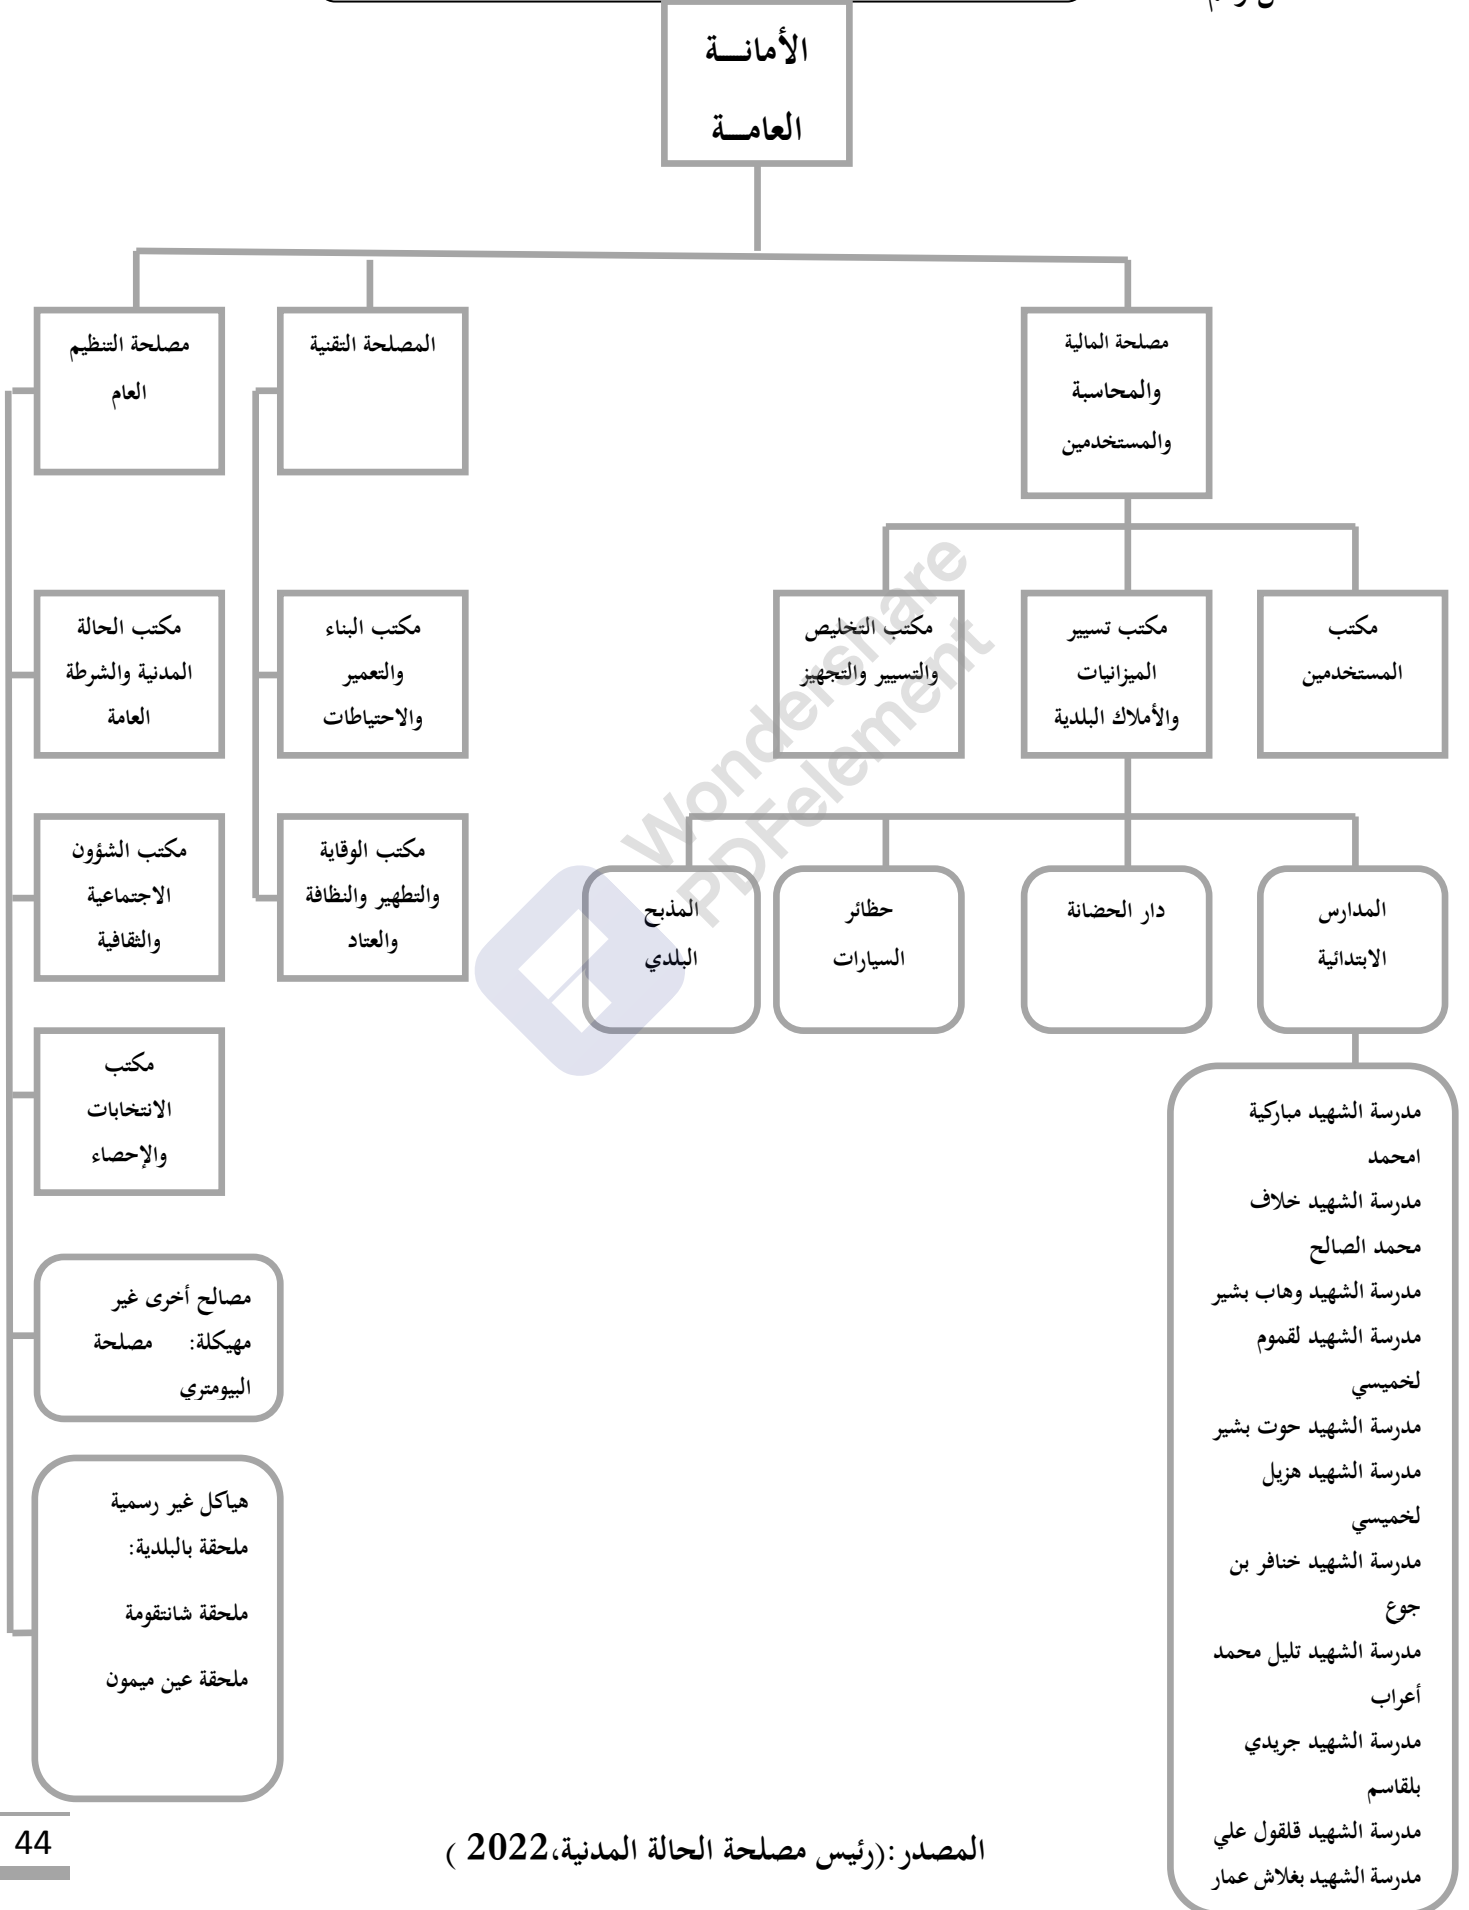 الأمانـــة
العامـــة
مصلحة المالية
والمحاسبة
والمستخدمين
المصلحة التقنية
مصلحة التنظيم
العام
مكتب
المستخدمين
مكتب تسيير
الميزانيات
والأملاك البلدية
مكتب التخليص
والتسيير والتجهيز
مكتب البناء
والتعمير
والاحتياطات
مكتب الحالة
المدنية والشرطة
العامة
المدارس
الابتدائية
دار الحضانة
حظائر
السيارات
المذبح
البلدي
مكتب الوقاية
والتطهير والنظافة
والعتاد
مكتب الشؤون
الاجتماعية
والثقافية
مكتب
الانتخابات
والإحصاء
مدرسة الشهيد مباركية
امحمد
مدرسة الشهيد خلاف
محمد الصالح
مدرسة الشهيد وهاب بشير
مدرسة الشهيد لقموم
لخميسي
مدرسة الشهيد حوت بشير
مدرسة الشهيد هزيل
لخميسي
مدرسة الشهيد خنافر بن
جوع
مدرسة الشهيد تليل محمد
أعراب
مدرسة الشهيد جريدي
بلقاسم
مدرسة الشهيد قلقول علي
مدرسة الشهيد بغلاش عمار
مصالح أخرى غير
مهيكلة: مصلحة
البيومتري
هياكل غير رسمية
ملحقة بالبلدية:
ملحقة شانتقومة
ملحقة عين ميمون
المصدر:(رئيس مصلحة الحالة المدنية،2022 )
44
Wondershare
PDFelement